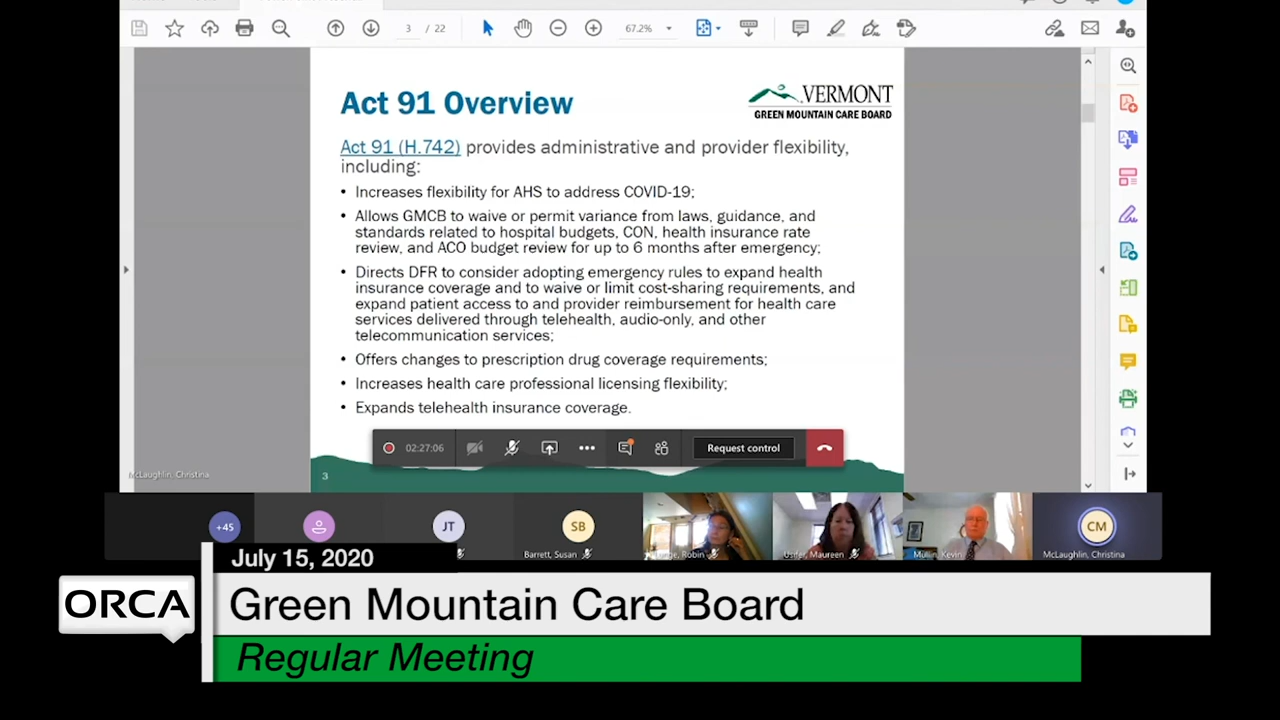 3 / 22
67.2%
Act 91 Overview
VERMONT
GREEN MOUNTAIN CARE BOARD
Act 91 (H.742) provides administrative and provider flexibility,
including:
• Increases flexibility for AHS to address COVID-19;
• Allows GMCB to waive or permit variance from laws, guidance, and
standards related to hospital budgets, CON, health insurance rate
review, and ACO budget review for up to 6 months after emergency;
• Directs DFR to consider adopting emergency rules to expand health
insurance coverage and to waive or limit cost-sharing requirements, and
expand patient access to and provider reimbursement for health care
services delivered through telehealth, audio-only, and other
telecommunication services;
• Offers changes to prescription drug coverage requirements;
• Increases health care professional licensing flexibility;
• Expands telehealth insurance coverage.
02:27:06
Request control
McLaughlin, Christina
3
+45
JT
SB
CM
Barrett, Susan
Robin
Usifer, Maureen
Mullin, Kevin
McLaughlin, Christina
July 15, 2020
ORCA
Green Mountain Care Board
Regular Meeting